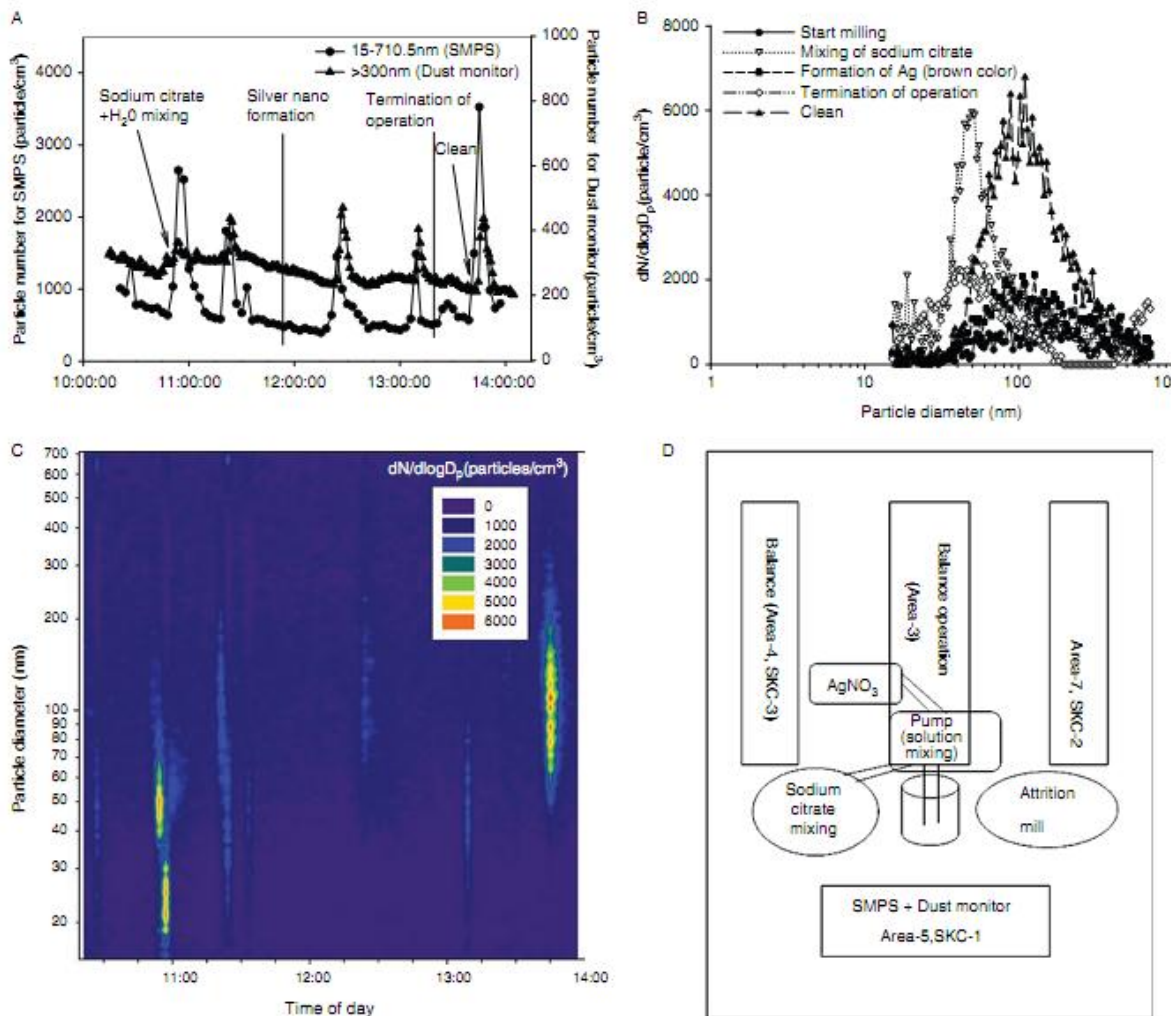 A
15-710.5nm (SMPS)
>300nm (Dust monitor)
Sodium citrate
+H₂0 mixing
Silver nano
formation
Termination of
operation
Clean
Particle number for SMPS (particle/cm³)
4000
3000
2000
1000
0
Particle number for Dust monitor(particle/cm³)
1000
800
600
400
200
0
10:00:00 11:00:00 12:00:00 13:00:00 14:00:00
B
Start milling
Mixing of sodium citrate
Formation of Ag (brown color)
Termination of operation
Clean
dN/dlogDₚ(particle/cm³)
8000
6000
4000
2000
0
1 10 100
Particle diameter (nm)
C
dN/dlogDₚ(particles/cm³)
0
1000
2000
3000
4000
5000
6000
Particle diameter (nm)
700
600
500
400
300
200
100
90
80
70
60
50
40
30
20
11:00 12:00 13:00 14:00
Time of day
D
Balance (Area-4, SKC-3)
Balance operation
(Area-3)
Area-7, SKC-2
AgNO₃
Pump
(solution
mixing)
Sodium
citrate
mixing
Attrition
mill
SMPS + Dust monitor
Area-5,SKC-1